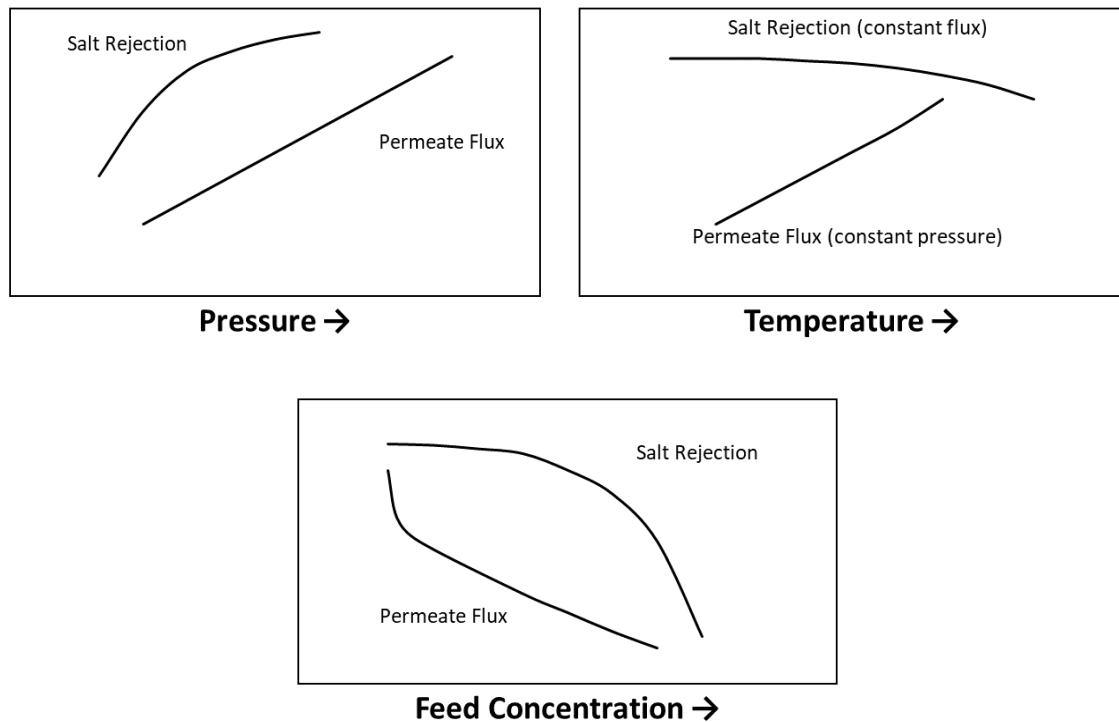 Salt Rejection
Permeate Flux
Pressure →
Salt Rejection (constant flux)
Permeate Flux (constant pressure)
Temperature →
Salt Rejection
Permeate Flux
Feed Concentration →